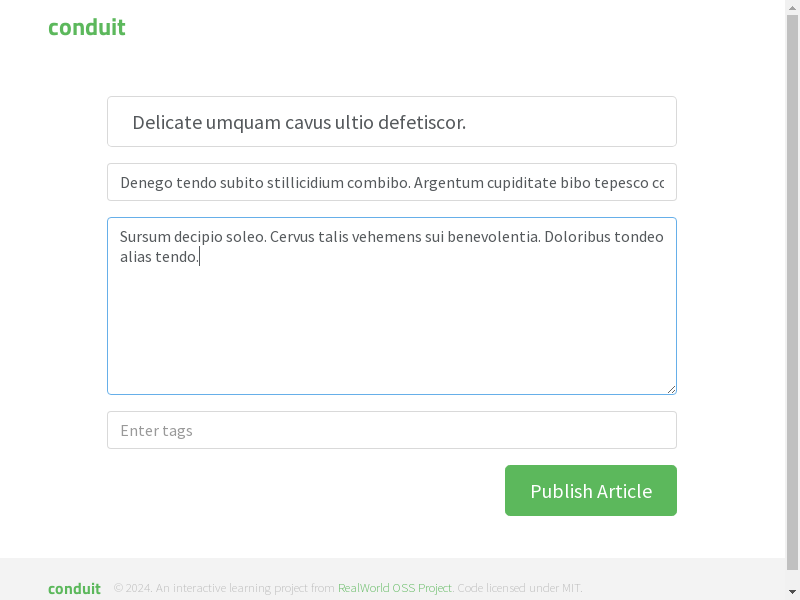 conduit
Delicate umquam cavus ultio defetiscor.
Denego tendo subito stillicidium combibo. Argentum cupiditate bibo tepesco
Sursum decipio soleo. Cervus talis vehemens sui benevolentia. Doloribus tondeo
alias tendo.
Enter tags
Publish Article
conduit © 2024. An interactive learning project from RealWorld OSS Project. Code licensed under MIT.